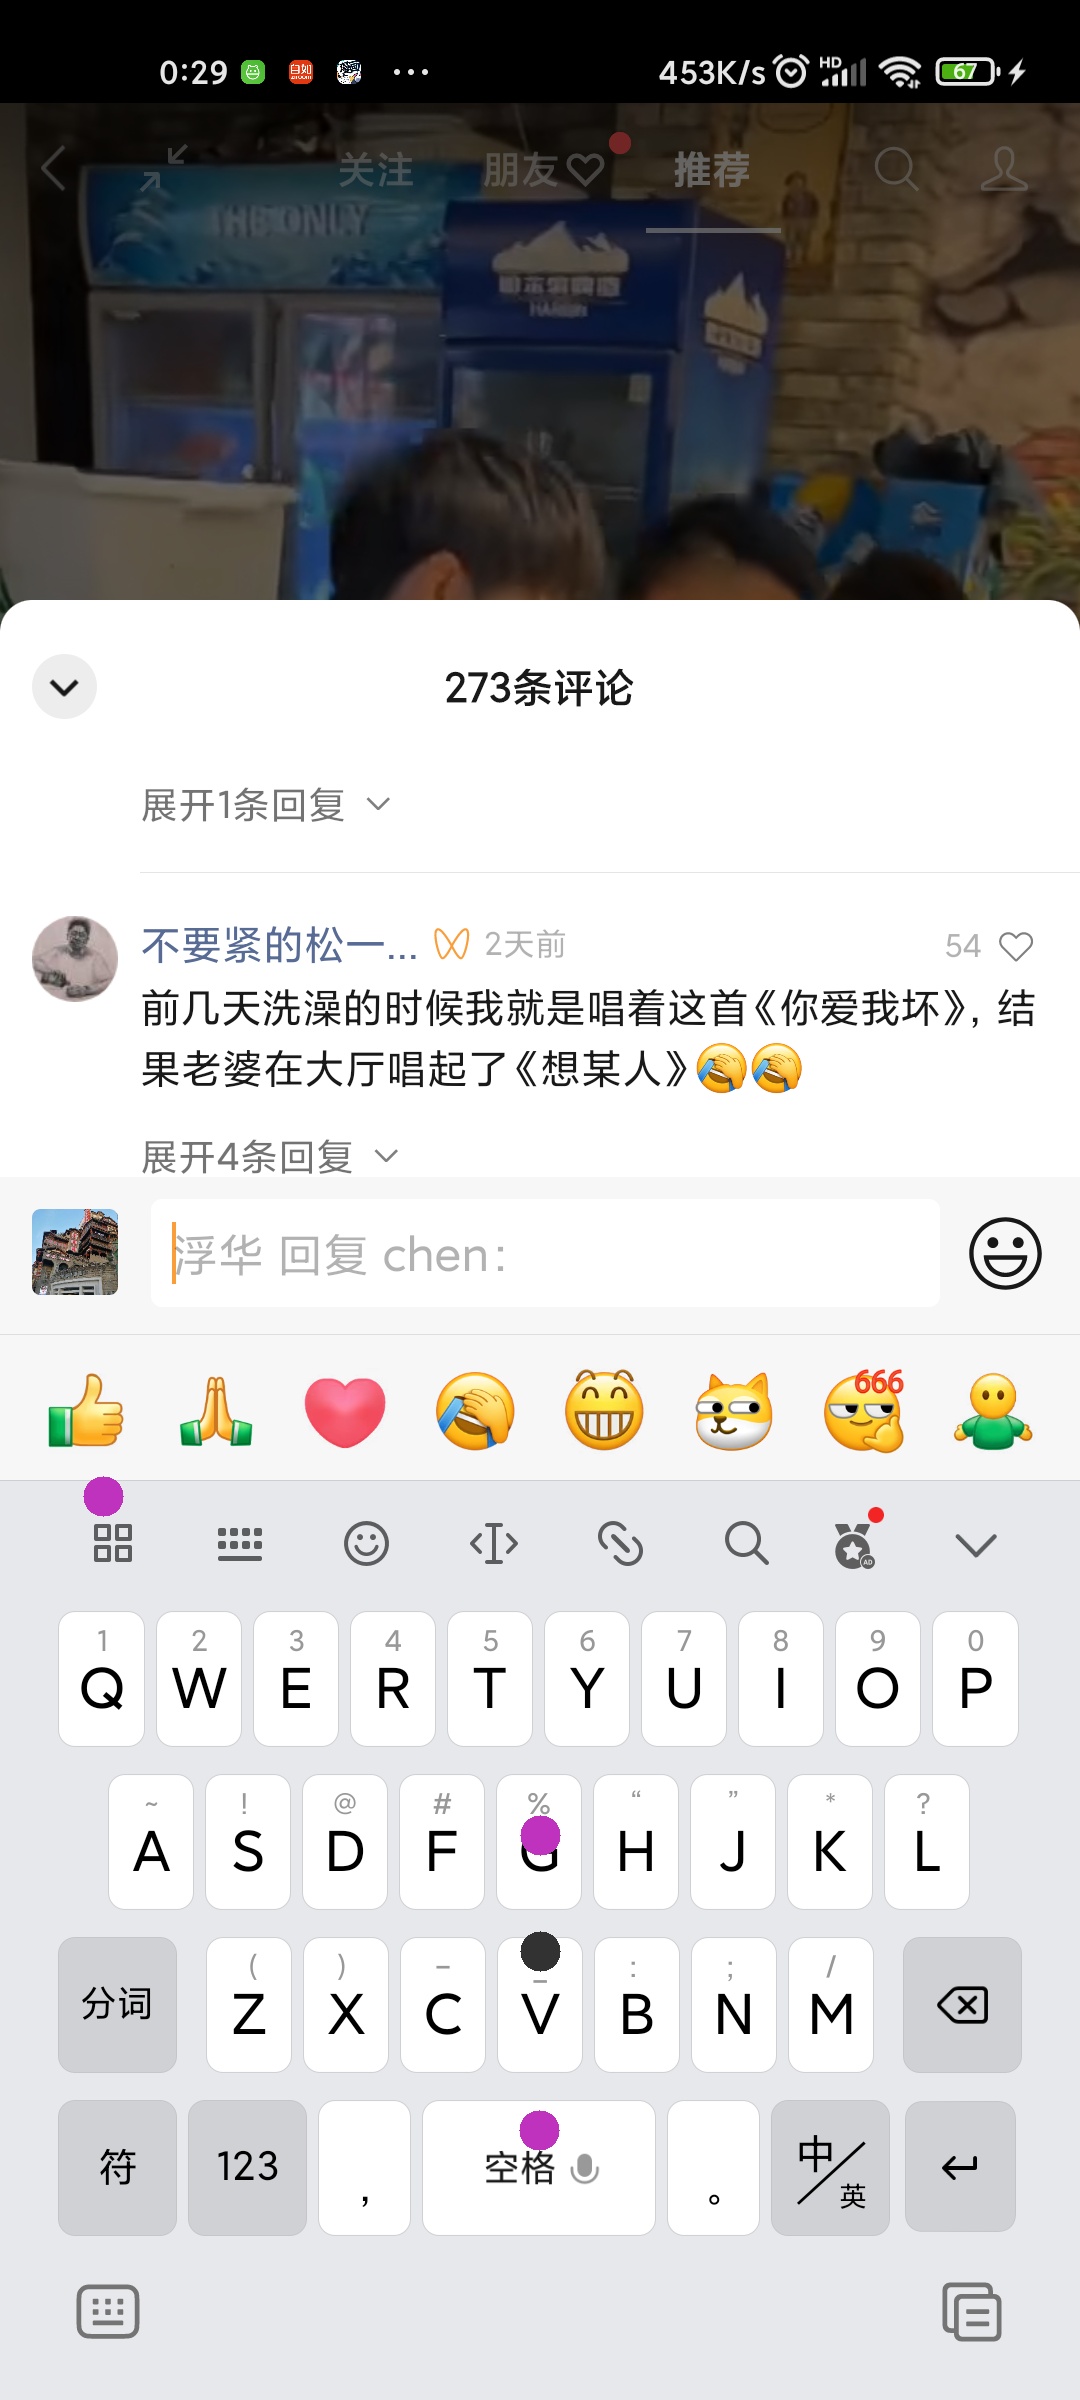 0:29 453K/s HD 67
关注 朋友 推荐
THE ONLY
273条评论
展开1条回复
不要紧的松一... 2天前 54
前几天洗澡的时候我就是唱着这首《你爱我坏》, 结
果老婆在大厅唱起了《想某人》
展开4条回复
浮华 回复 chen:
666
AD
1 2 3 4 5 6 7 8 9 0
Q W E R T Y U I O P
~ ! @ # % “ ” * ?
A S D F G H J K L
( ) - _ : ; /
分词 Z X C V B N M
符 123 , 空格 。 中/英